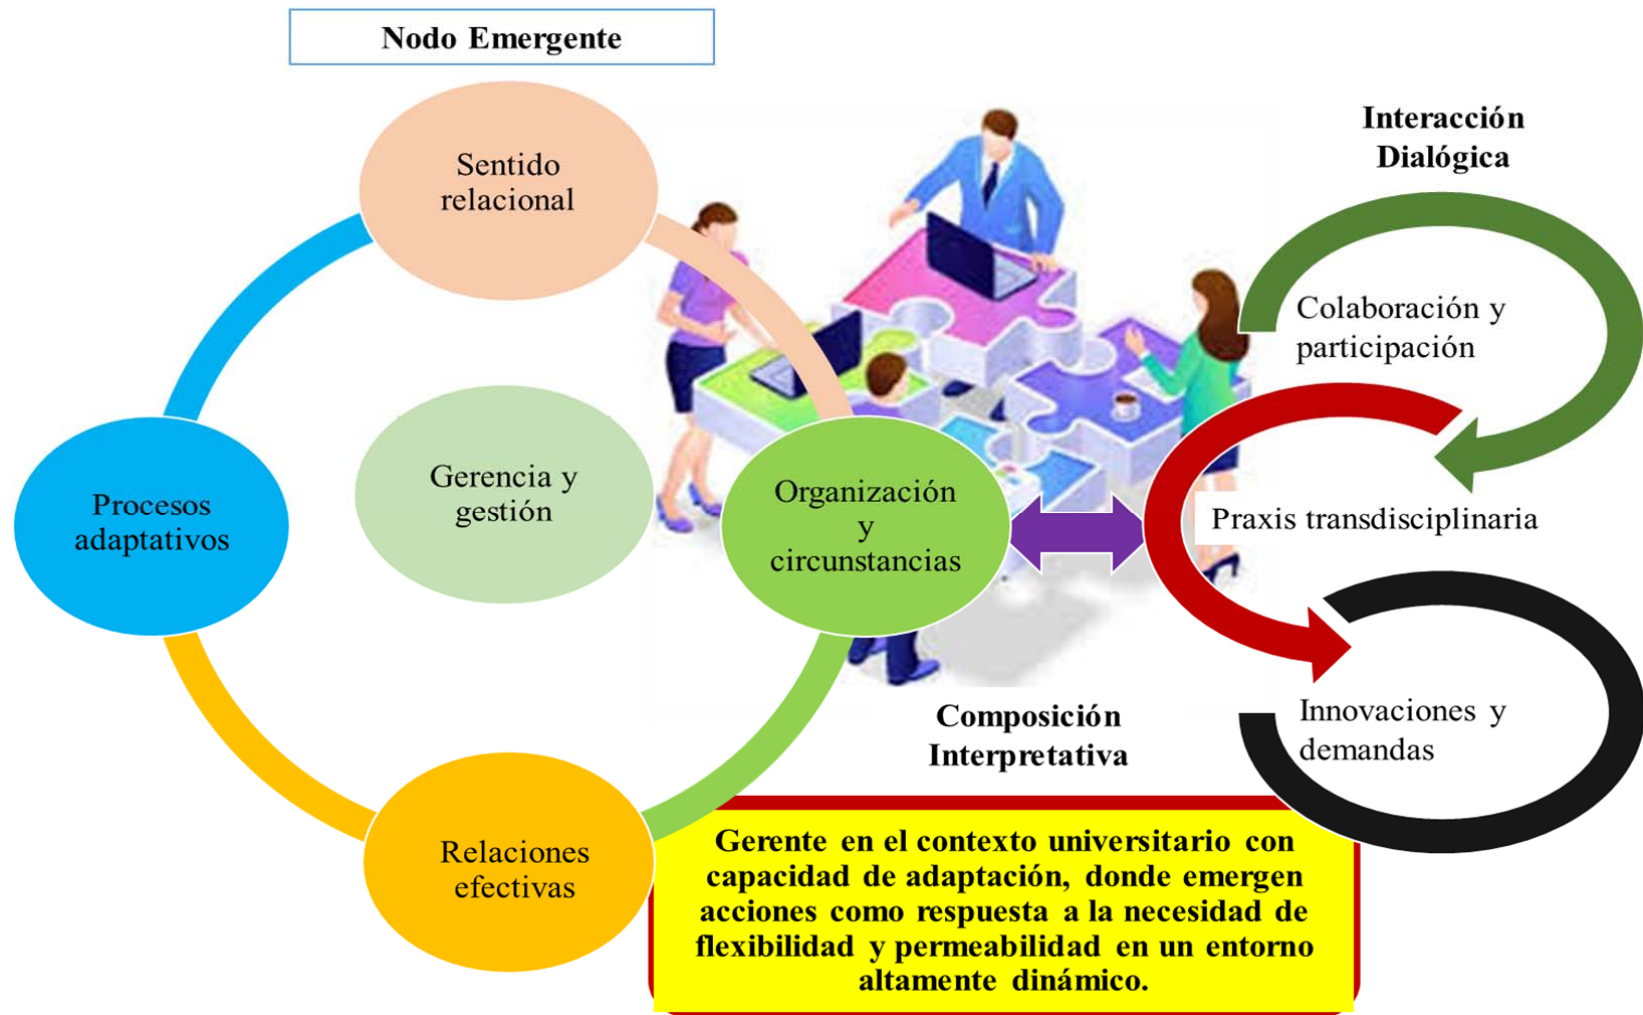 Nodo Emergente
Sentido
relacional
Procesos
adaptativos
Gerencia y
gestión
Organización
y
circunstancias
Relaciones
efectivas
Interacción
Dialógica
Colaboración y
participación
Praxis transdisciplinaria
Innovaciones y
demandas
Composición
Interpretativa
Gerente en el contexto universitario con
capacidad de adaptación, donde emergen
acciones como respuesta a la necesidad de
flexibilidad y permeabilidad en un entorno
altamente dinámico.